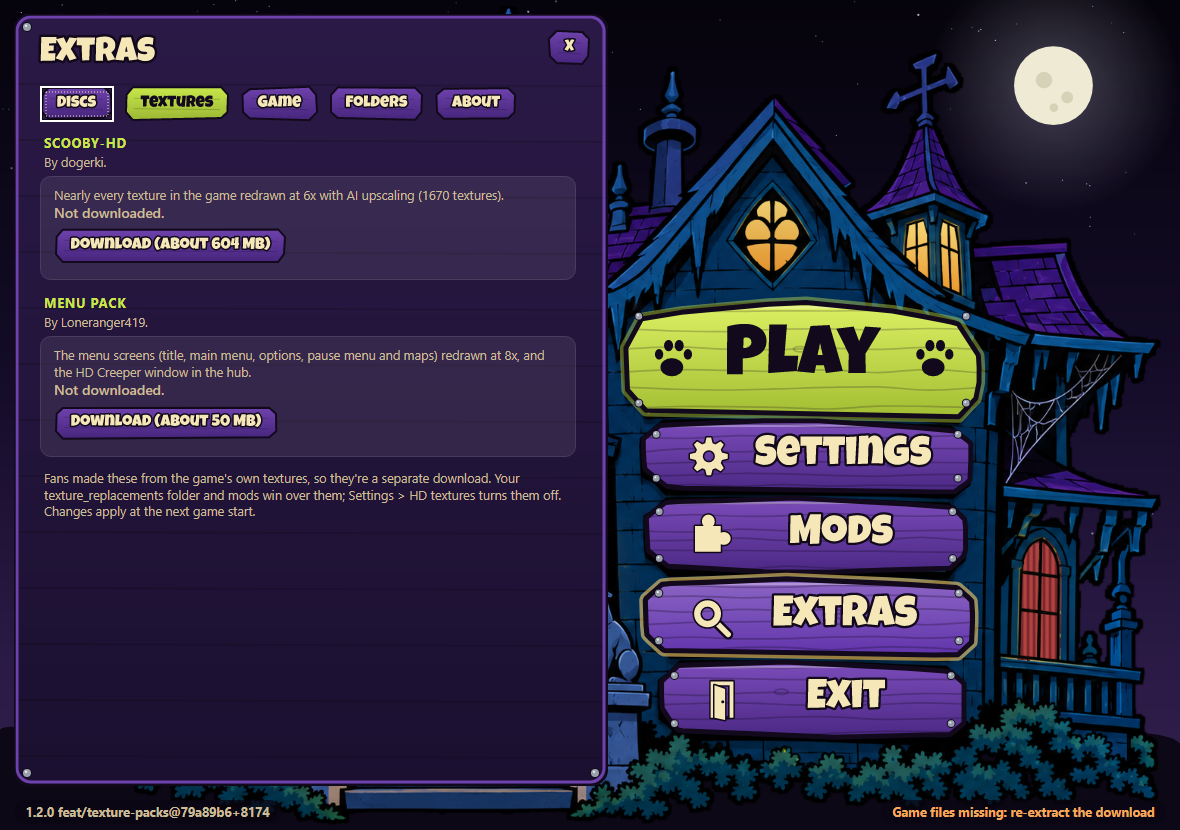 EXTRAS
X
DISCS TEXTURES GAME FOLDERS ABOUT
SCOOBY-HD
By dogerki.
Nearly every texture in the game redrawn at 6x with AI upscaling (1670 textures).
Not downloaded.
DOWNLOAD (ABOUT 604 MB)
MENU PACK
By Loneranger419.
The menu screens (title, main menu, options, pause menu and maps) redrawn at 8x, and
the HD Creeper window in the hub.
Not downloaded.
DOWNLOAD (ABOUT 50 MB)
Fans made these from the game's own textures, so they're a separate download. Your
texture_replacements folder and mods win over them; Settings > HD textures turns them off.
Changes apply at the next game start.
PLAY
SETTINGS
MODS
EXTRAS
EXIT
1.2.0 feat/texture-packs@79a89b6+8174
Game files missing: re-extract the download